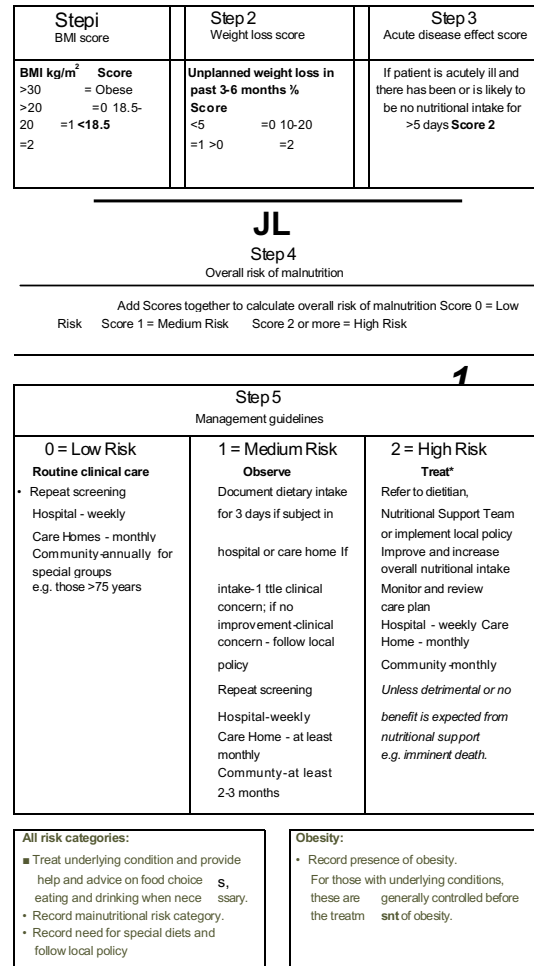 Stepi
BMI score
BMI kg/m2 Score
>30 = Obese
>20 =0 18.5-
20 =1 <18.5
=2
Step 2
Weight loss score
Unplanned weight loss in
past 3-6 months %
Score
<5 =0 10-20
=1 >0 =2
Step 3
Acute disease effect score
If patient is acutely ill and
there has been or is likely to
be no nutritional intake for
>5 days Score 2
JL
Step 4
Overall risk of malnutrition
Add Scores together to calculate overall risk of malnutrition Score 0 = Low
Risk Score 1 = Medium Risk Score 2 or more = High Risk
1
Step 5
Management guidelines
0 = Low Risk
Routine clinical care
• Repeat screening
Hospital - weekly
Care Homes - monthly
Community-annually for
special groups
e.g. those >75 years
1 = Medium Risk
Observe
Document dietary intake
for 3 days if subject in
hospital or care home If
intake-1 ttle clinical
concern; if no
improvement-clinical
concern - follow local
policy
Repeat screening
Hospital-weekly
Care Home - at least
monthly
Communty-at least
2-3 months
2 = High Risk
Treat*
Refer to dietitian,
Nutritional Support Team
or implement local policy
Improve and increase
overall nutritional intake
Monitor and review
care plan
Hospital - weekly Care
Home - monthly
Community -monthly
Unless detrimental or no
benefit is expected from
nutritional support
e.g. imminent death.
All risk categories:
■ Treat underlying condition and provide
help and advice on food choice s,
eating and drinking when nece ssary.
• Record mainutritional risk category.
• Record need for special diets and
follow local policy
Obesity:
• Record presence of obesity.
For those with underlying conditions,
these are generally controlled before
the treatm snt of obesity.